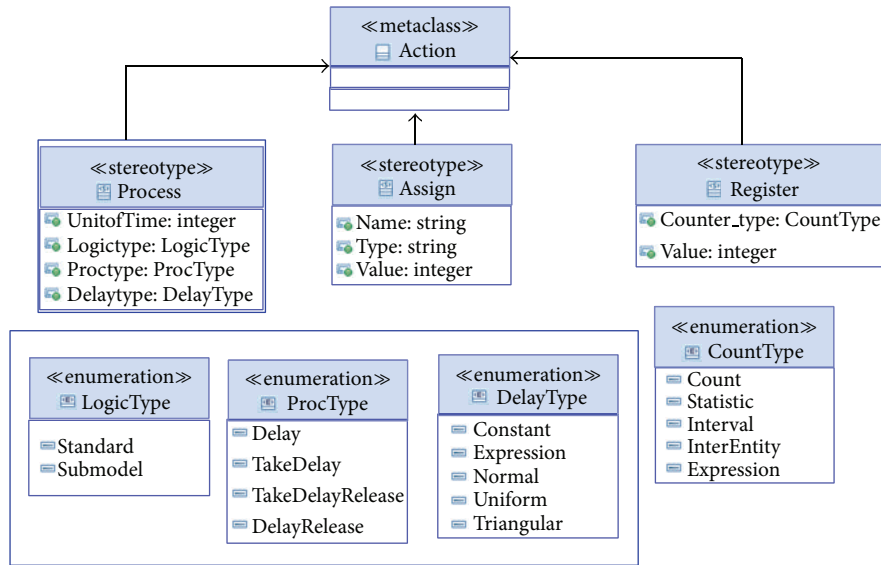 ≪metaclass≫
Action
≪stereotype≫
Process
UnitofTime: integer
Logictype: LogicType
Proctype: ProcType
Delaytype: DelayType
≪stereotype≫
Assign
Name: string
Type: string
Value: integer
≪stereotype≫
Register
Counter_type: CountType
Value: integer
≪enumeration≫
LogicType
Standard
Submodel
≪enumeration≫
ProcType
Delay
TakeDelay
TakeDelayRelease
DelayRelease
≪enumeration≫
DelayType
Constant
Expression
Normal
Uniform
Triangular
≪enumeration≫
CountType
Count
Statistic
Interval
InterEntity
Expression